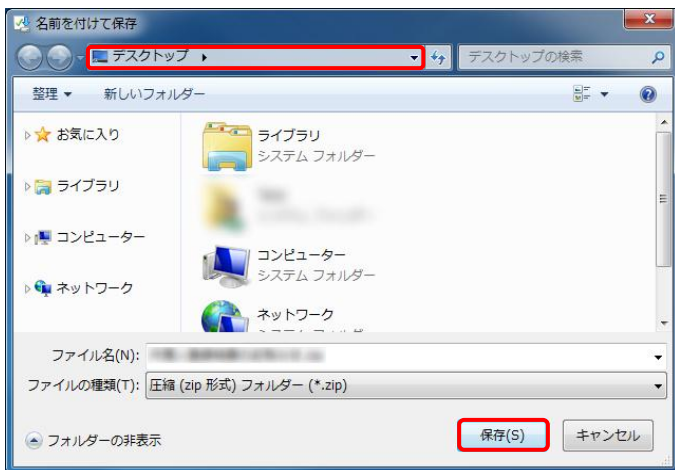 名前を付けて保存
デスクトップ
デスクトップの検索
整理 新しいフォルダー
お気に入り
ライブラリ
コンピューター
ネットワーク
ライブラリ
システム フォルダー
コンピューター
システム フォルダー
ネットワーク
ファイル名(N):
ファイルの種類(T): 圧縮 (zip 形式) フォルダー (*.zip)
フォルダーの非表示
保存(S)
キャンセル